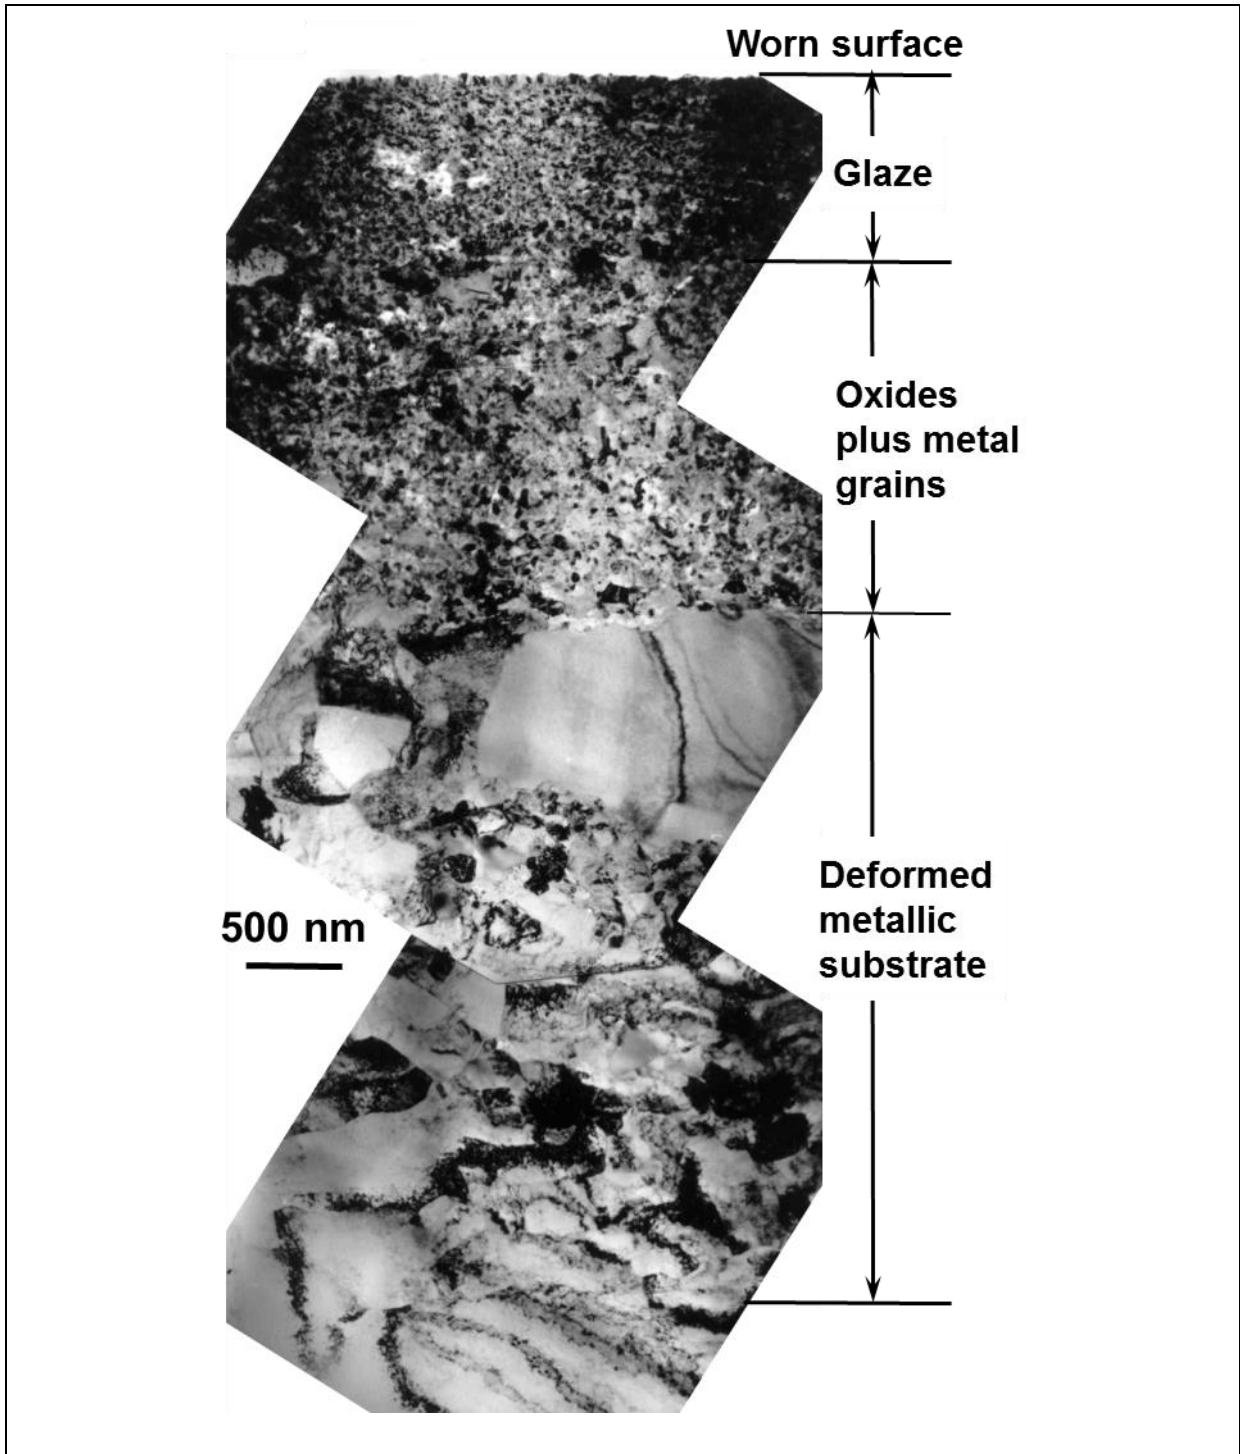 Worn surface
Glaze
Oxides
plus metal
grains
Deformed
metallic
substrate
500 nm